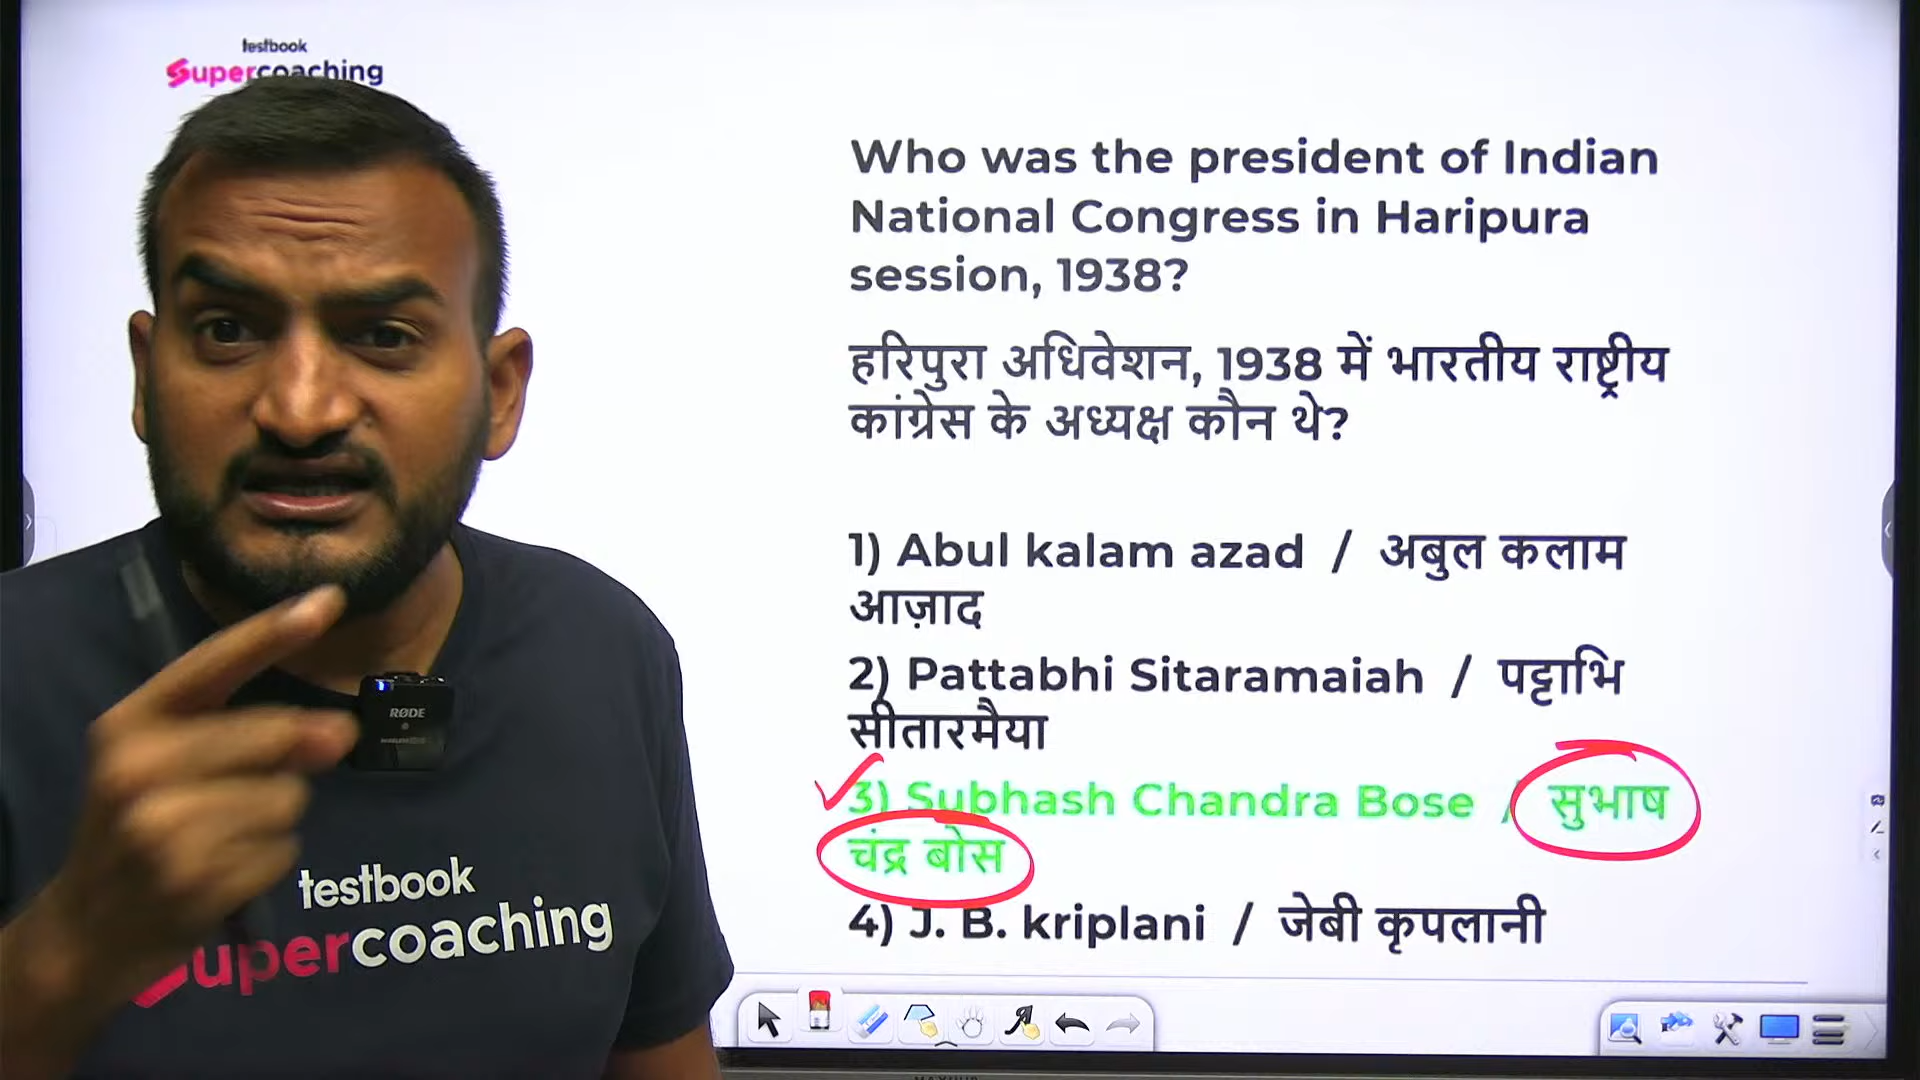 testbook
Supercoaching
Who was the president of Indian
National Congress in Haripura
session, 1938?
हरिपुरा अधिवेशन, 1938 में भारतीय राष्ट्रीय
कांग्रेस के अध्यक्ष कौन थे?
1) Abul kalam azad / अबुल कलाम
आज़ाद
2) Pattabhi Sitaramaiah / पट्टाभि
सीतारमैया
3) Subhash Chandra Bose / सुभाष
चंद्र बोस
4) J. B. kriplani / जेबी कृपलानी
RØDE
testbook
Supercoaching